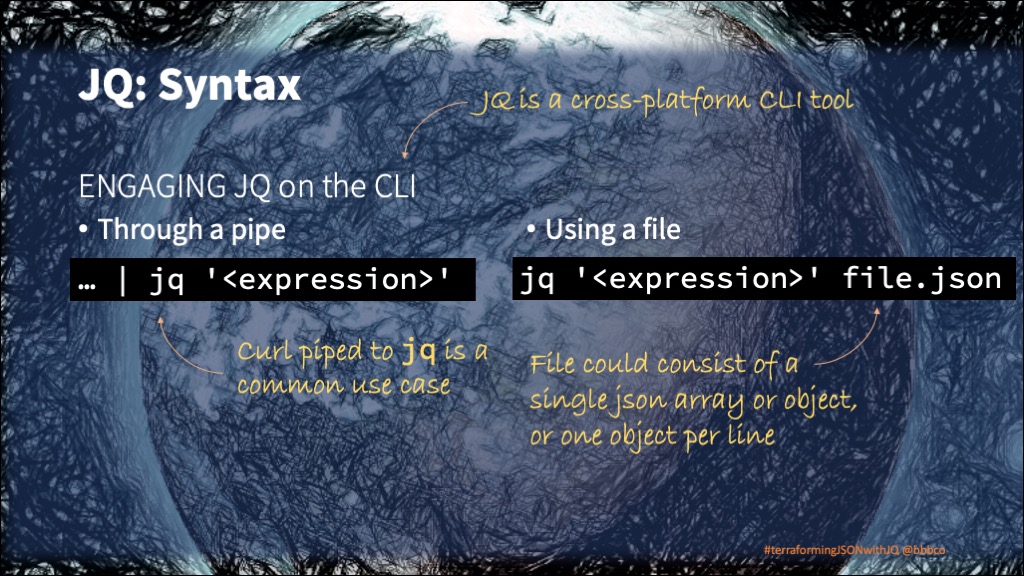 JQ: Syntax
JQ is a cross-platform CLI tool
ENGAGING JQ on the CLI
• Through a pipe
… | jq '<expression>'
Curl piped to jq is a
common use case
• Using a file
jq '<expression>' file.json
File could consist of a
single json array or object,
or one object per line
#terraformingJSONwithJQ @bbbco